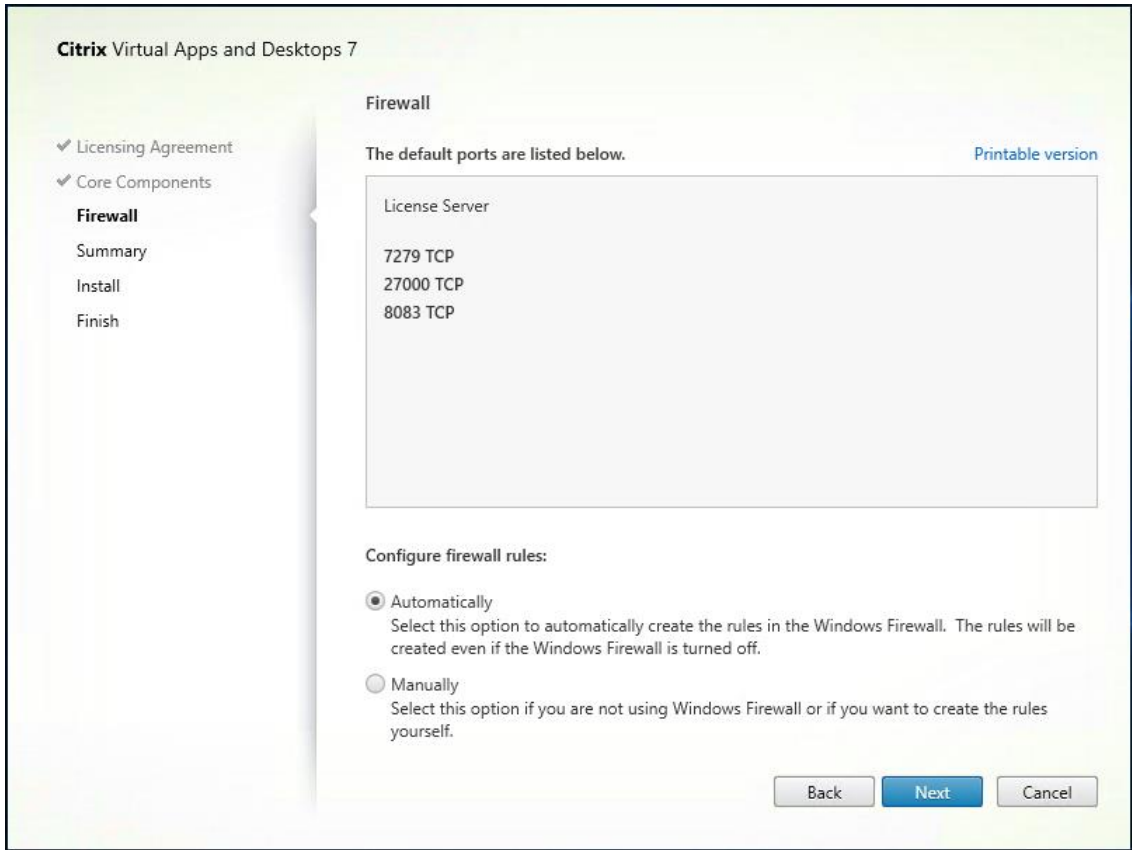 Citrix Virtual Apps and Desktops 7
Licensing Agreement
Core Components
Firewall
Summary
Install
Finish
Firewall
The default ports are listed below.
Printable version
License Server
7279 TCP
27000 TCP
8083 TCP
Configure firewall rules:
Automatically
Select this option to automatically create the rules in the Windows Firewall.  The rules will be
created even if the Windows Firewall is turned off.
Manually
Select this option if you are not using Windows Firewall or if you want to create the rules
yourself.
Back
Next
Cancel